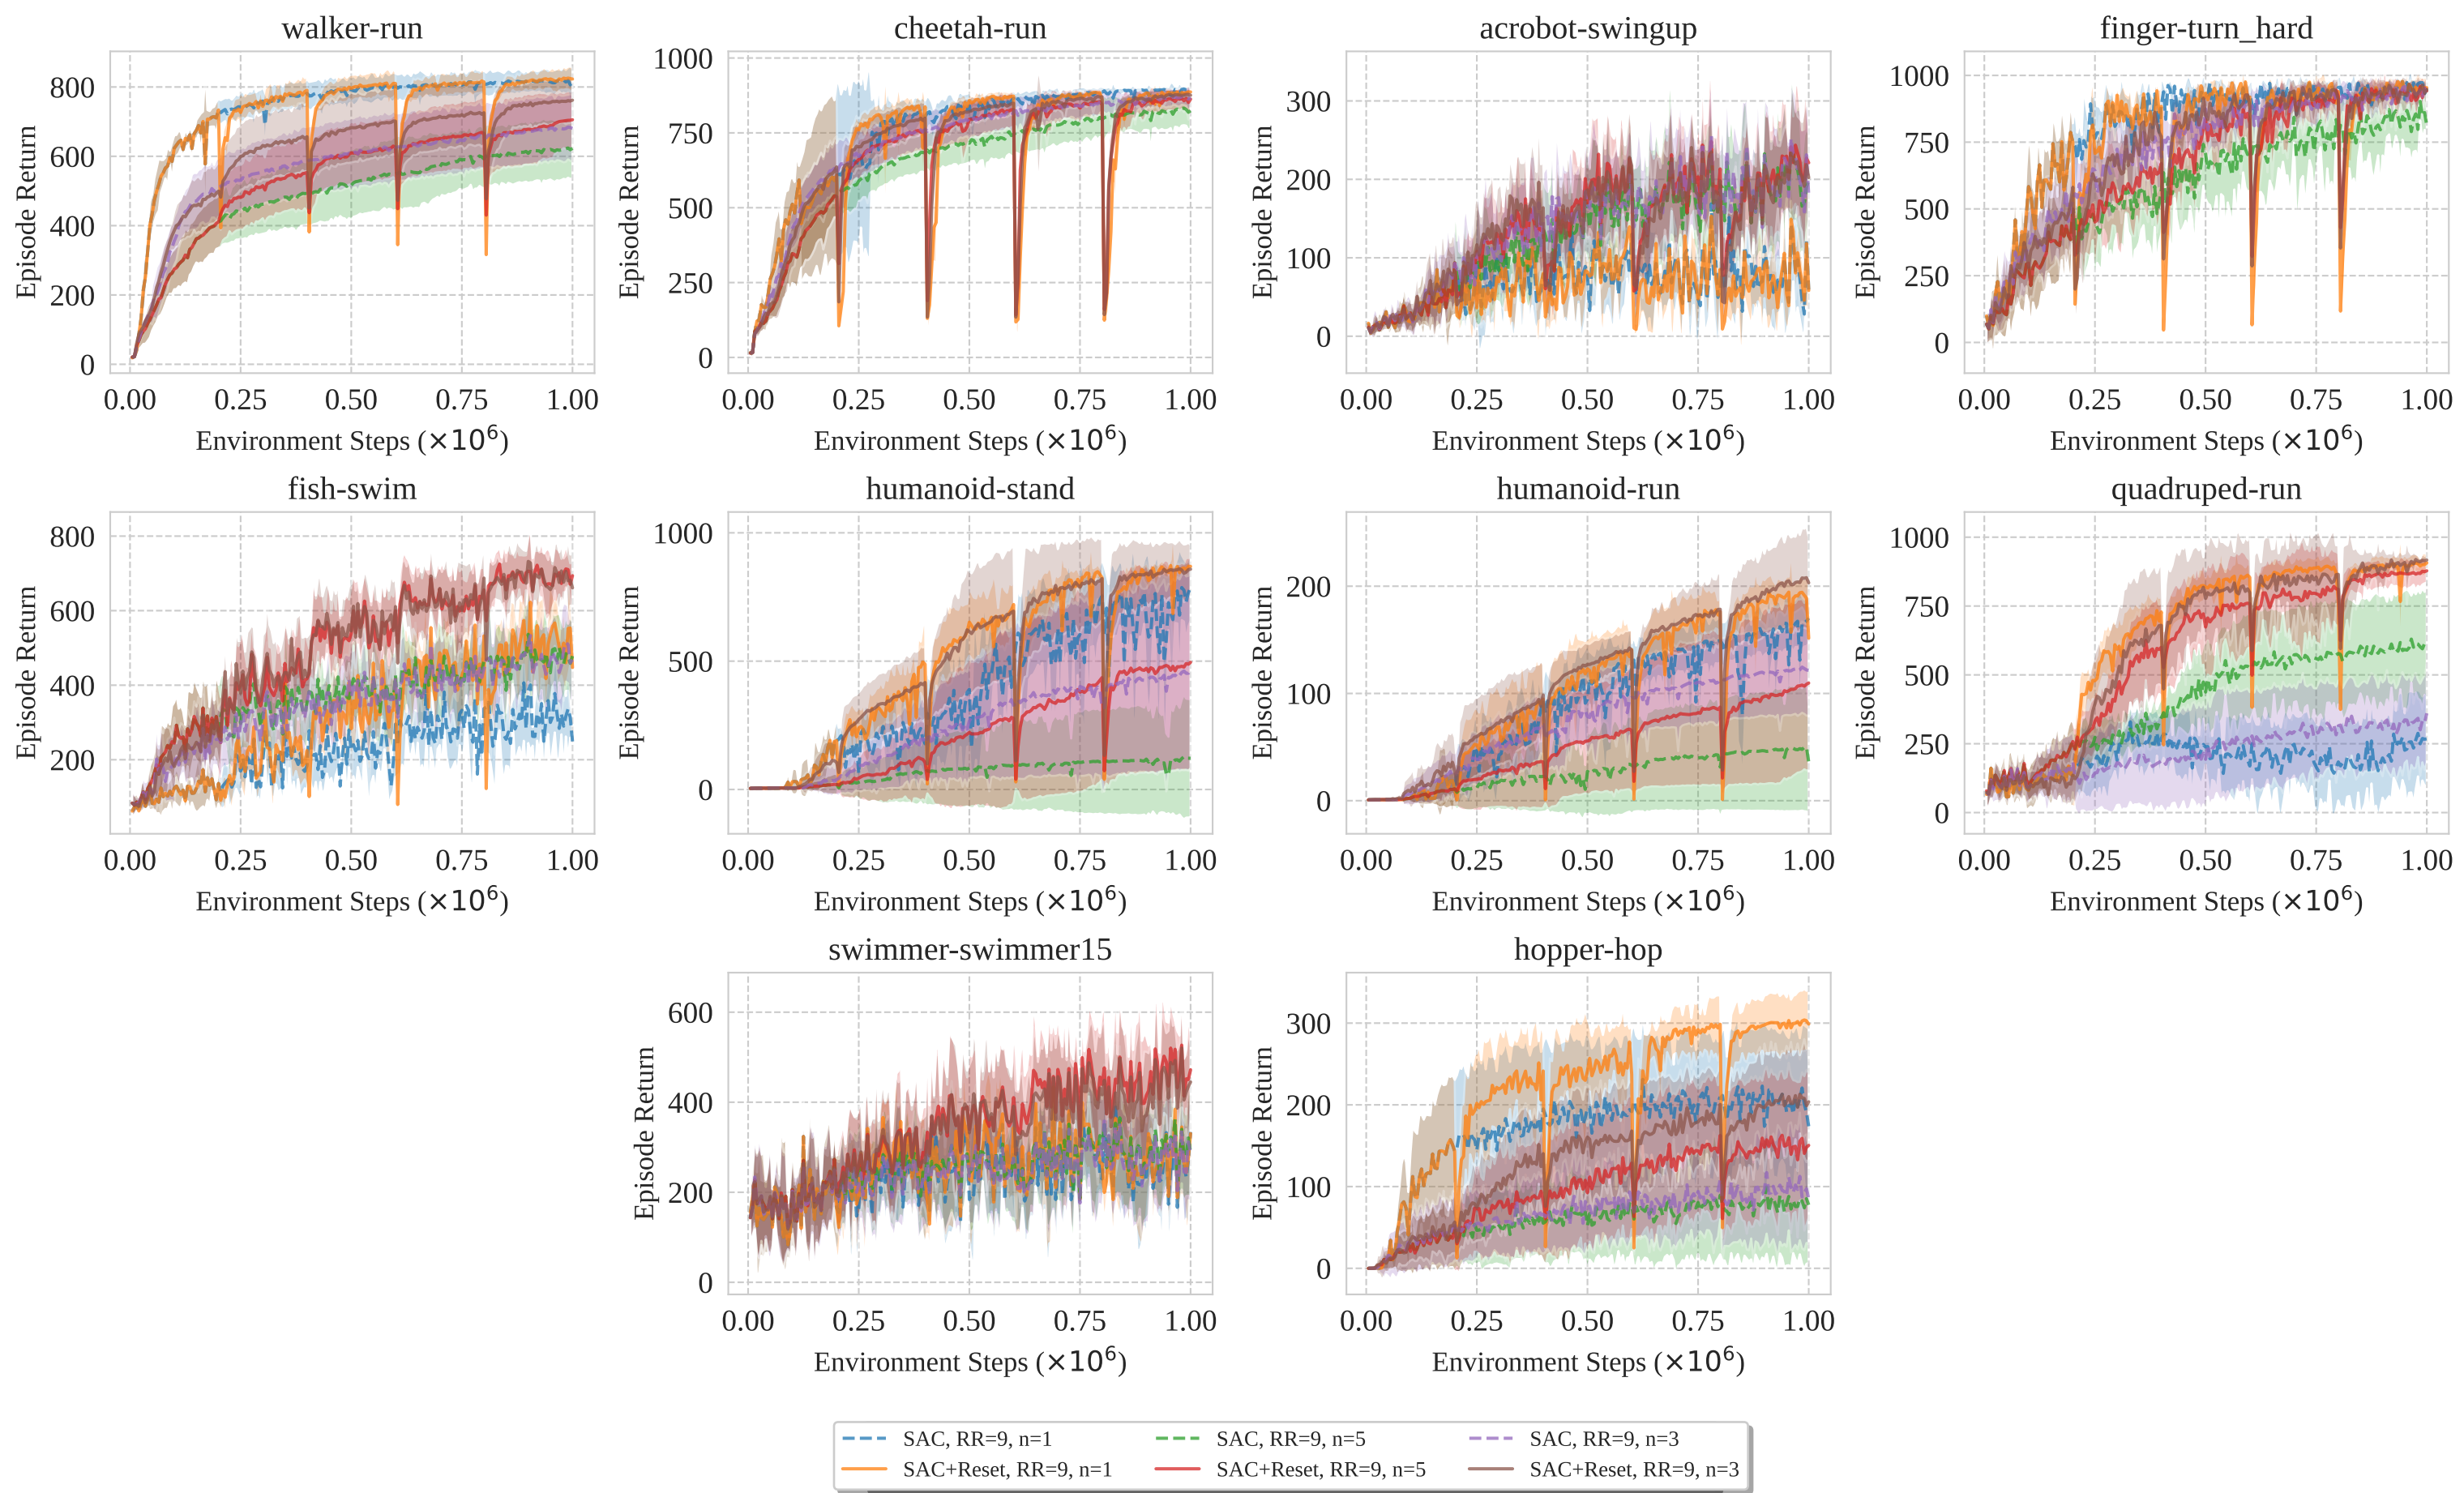 walker-run
cheetah-run
acrobot-swingup
finger-turn_hard
Episode Return
800
600
400
200
0
0.00 0.25 0.50 0.75 1.00
Environment Steps (×10⁶)
Episode Return
1000
750
500
250
0
0.00 0.25 0.50 0.75 1.00
Environment Steps (×10⁶)
Episode Return
300
200
100
0
0.00 0.25 0.50 0.75 1.00
Environment Steps (×10⁶)
Episode Return
1000
750
500
250
0
0.00 0.25 0.50 0.75 1.00
Environment Steps (×10⁶)
fish-swim
humanoid-stand
humanoid-run
quadruped-run
Episode Return
800
600
400
200
0.00 0.25 0.50 0.75 1.00
Environment Steps (×10⁶)
Episode Return
1000
500
0
0.00 0.25 0.50 0.75 1.00
Environment Steps (×10⁶)
Episode Return
200
100
0
0.00 0.25 0.50 0.75 1.00
Environment Steps (×10⁶)
Episode Return
1000
750
500
250
0
0.00 0.25 0.50 0.75 1.00
Environment Steps (×10⁶)
swimmer-swimmer15
hopper-hop
Episode Return
600
400
200
0
0.00 0.25 0.50 0.75 1.00
Environment Steps (×10⁶)
Episode Return
300
200
100
0
0.00 0.25 0.50 0.75 1.00
Environment Steps (×10⁶)
SAC, RR=9, n=1
SAC+Reset, RR=9, n=1
SAC, RR=9, n=5
SAC+Reset, RR=9, n=5
SAC, RR=9, n=3
SAC+Reset, RR=9, n=3